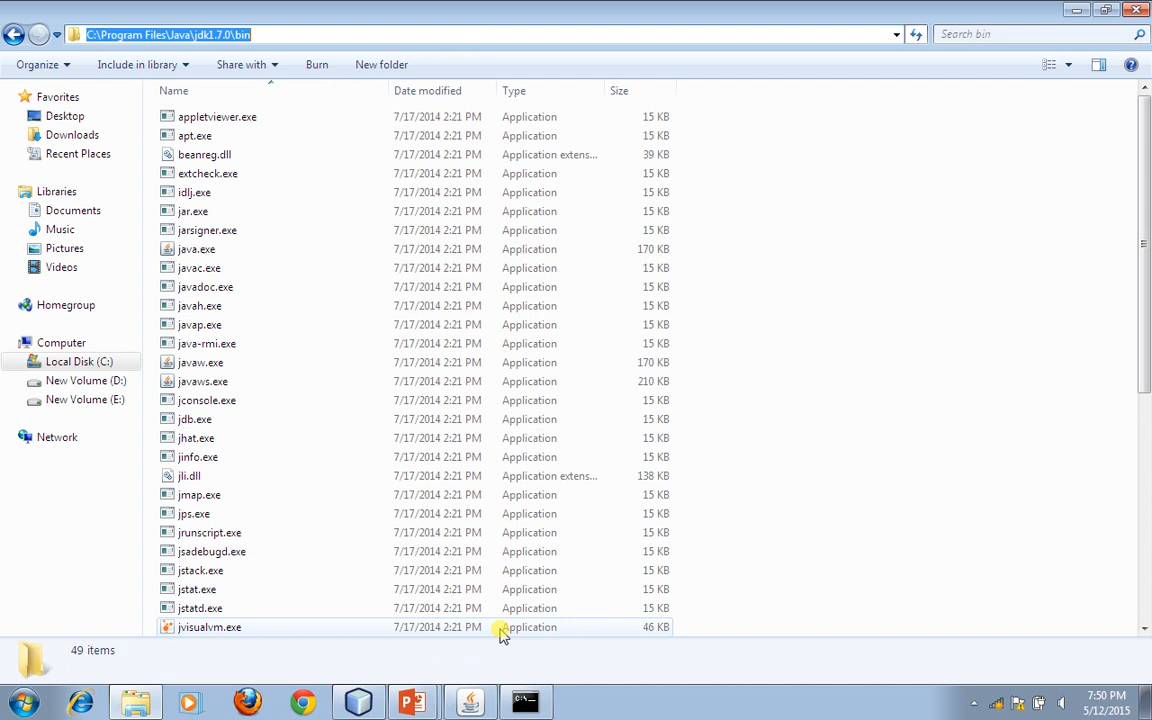 C:\Program Files\Java\jdk1.7.0\bin
Search bin
Organize Include in library Share with Burn New folder
Name Date modified Type Size
Favorites
Desktop
Downloads
Recent Places
Libraries
Documents
Music
Pictures
Videos
Homegroup
Computer
Local Disk (C:)
New Volume (D:)
New Volume (E:)
Network
appletviewer.exe 7/17/2014 2:21 PM Application 15 KB
apt.exe 7/17/2014 2:21 PM Application 15 KB
beanreg.dll 7/17/2014 2:21 PM Application extens... 39 KB
extcheck.exe 7/17/2014 2:21 PM Application 15 KB
idlj.exe 7/17/2014 2:21 PM Application 15 KB
jar.exe 7/17/2014 2:21 PM Application 15 KB
jarsigner.exe 7/17/2014 2:21 PM Application 15 KB
java.exe 7/17/2014 2:21 PM Application 170 KB
javac.exe 7/17/2014 2:21 PM Application 15 KB
javadoc.exe 7/17/2014 2:21 PM Application 15 KB
javah.exe 7/17/2014 2:21 PM Application 15 KB
javap.exe 7/17/2014 2:21 PM Application 15 KB
java-rmi.exe 7/17/2014 2:21 PM Application 15 KB
javaw.exe 7/17/2014 2:21 PM Application 170 KB
javaws.exe 7/17/2014 2:21 PM Application 210 KB
jconsole.exe 7/17/2014 2:21 PM Application 15 KB
jdb.exe 7/17/2014 2:21 PM Application 15 KB
jhat.exe 7/17/2014 2:21 PM Application 15 KB
jinfo.exe 7/17/2014 2:21 PM Application 15 KB
jli.dll 7/17/2014 2:21 PM Application extens... 138 KB
jmap.exe 7/17/2014 2:21 PM Application 15 KB
jps.exe 7/17/2014 2:21 PM Application 15 KB
jrunscript.exe 7/17/2014 2:21 PM Application 15 KB
jsadebugd.exe 7/17/2014 2:21 PM Application 15 KB
jstack.exe 7/17/2014 2:21 PM Application 15 KB
jstat.exe 7/17/2014 2:21 PM Application 15 KB
jstatd.exe 7/17/2014 2:21 PM Application 15 KB
jvisualvm.exe 7/17/2014 2:21 PM Application 46 KB
49 items
7:50 PM
5/12/2015